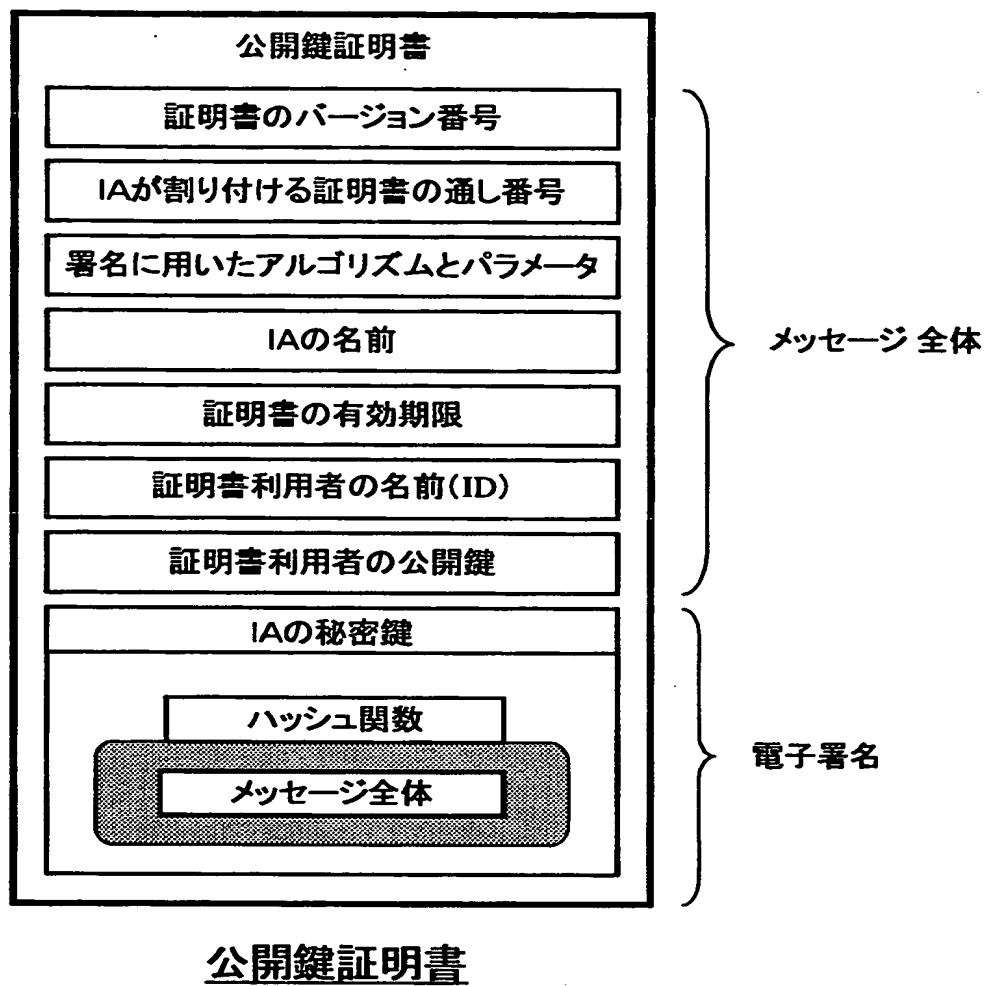 公開鍵証明書
証明書のバージョン番号
IAが割り付ける証明書の通し番号
署名に用いたアルゴリズムとパラメータ
IAの名前
証明書の有効期限
証明書利用者の名前(ID)
証明書利用者の公開鍵
メッセージ 全体
IAの秘密鍵
ハッシュ関数
メッセージ全体
電子署名
公開鍵証明書